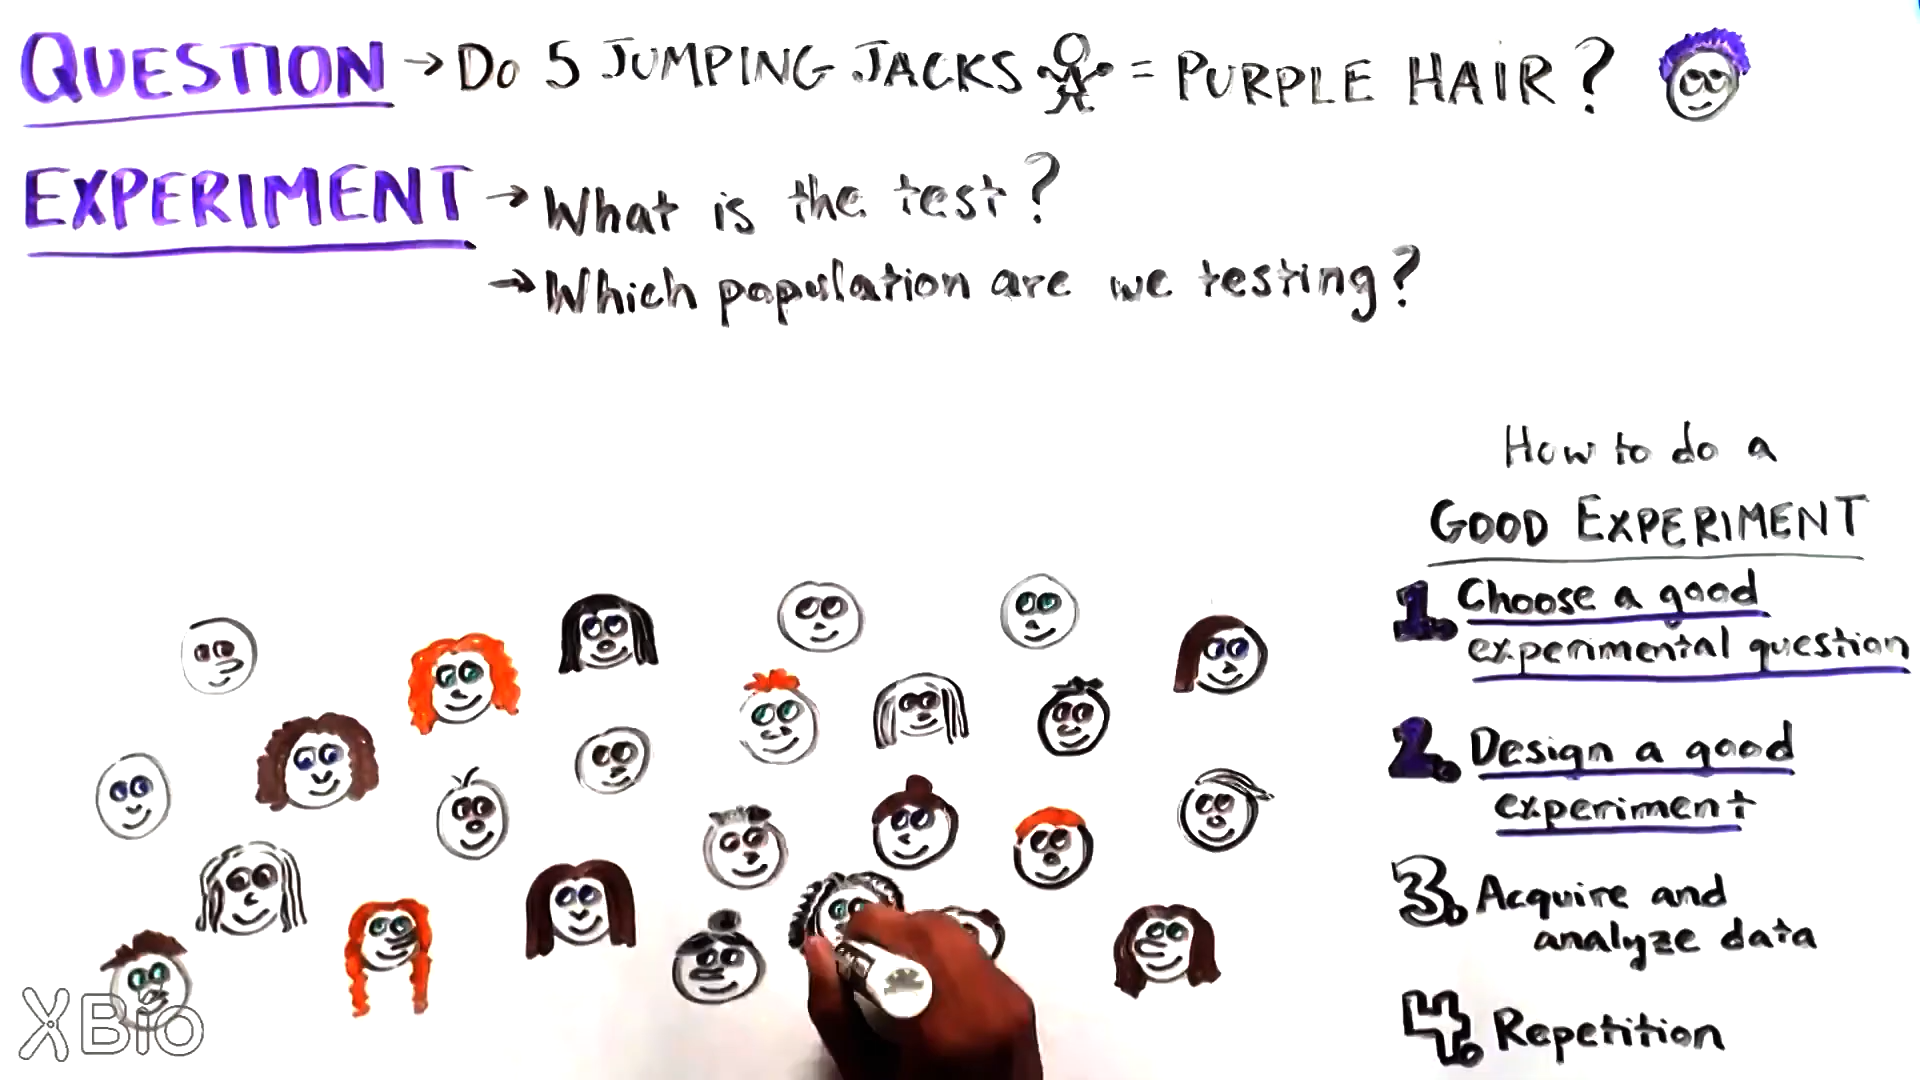 QUESTION → Do 5 JUMPING JACKS = PURPLE HAIR?
EXPERIMENT → What is the test?
→ Which population are we testing?
How to do a
GOOD EXPERIMENT
1. Choose a good
experimental question
2. Design a good
experiment
3. Acquire and
analyze data
4. Repetition
XBio